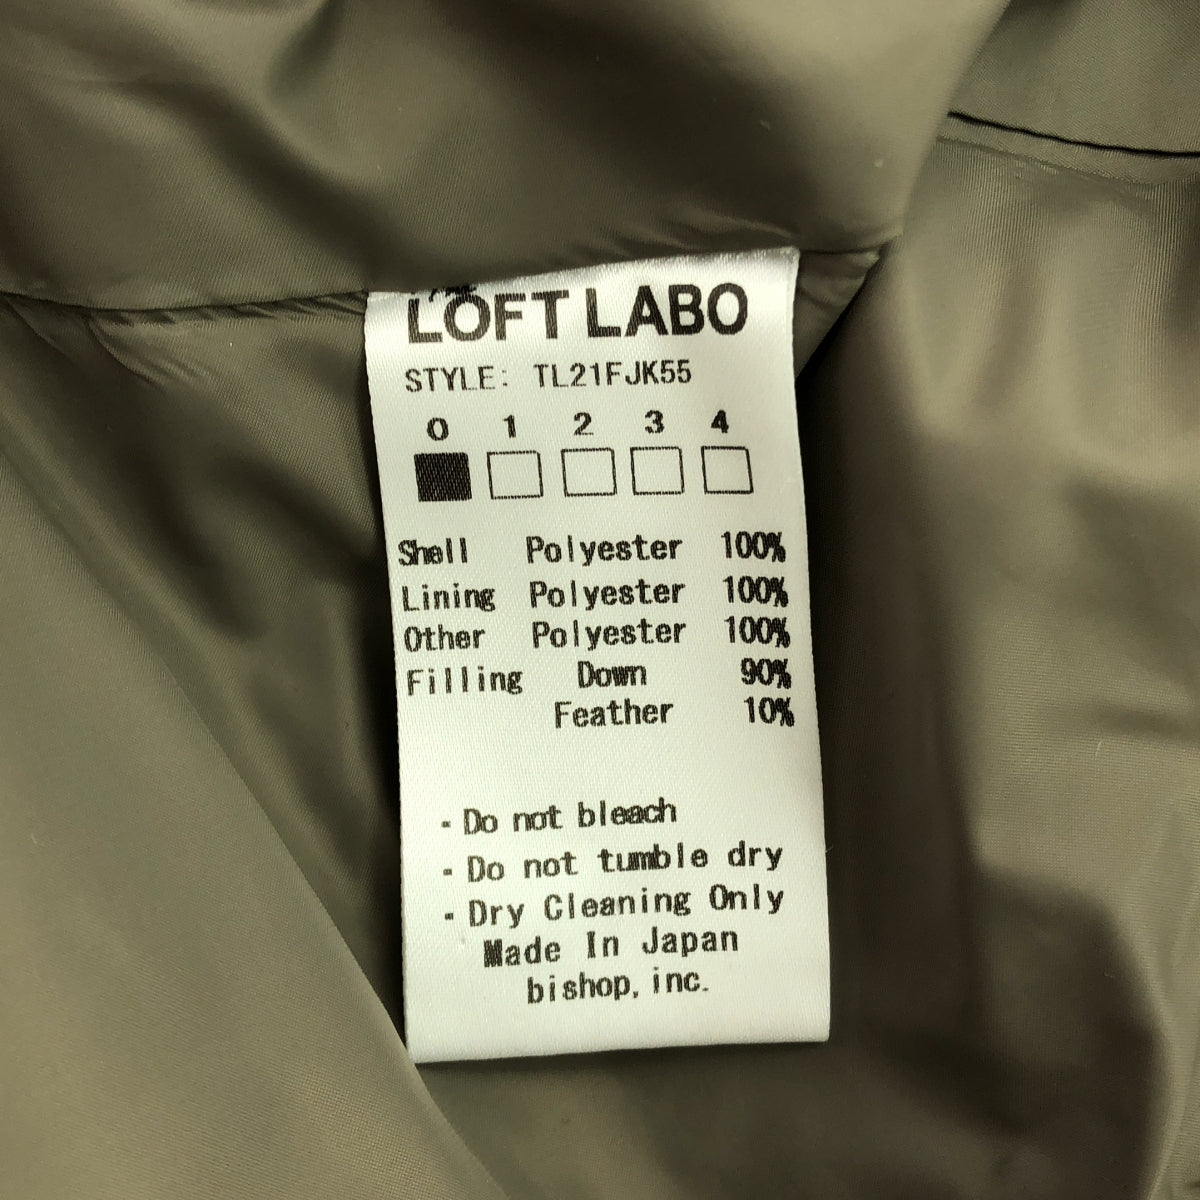 LOFT LABO
STYLE: TL21FJK55
0 1 2 3 4
Shell Polyester 100%
Lining Polyester 100%
Other Polyester 100%
Filling Down 90%
Feather 10%
- Do not bleach
- Do not tumble dry
- Dry Cleaning Only
Made In Japan
bishop, inc.